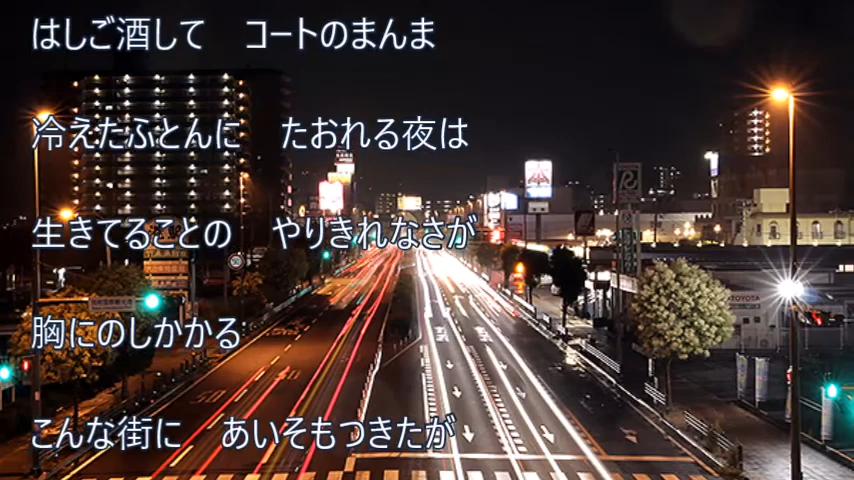 はしご酒して　コートのまんま
冷えたふとんに　たおれる夜は
生きてることの　やりきれなさが
胸にのしかかる
こんな街に　あいそもつきたが
TOYOTA
50